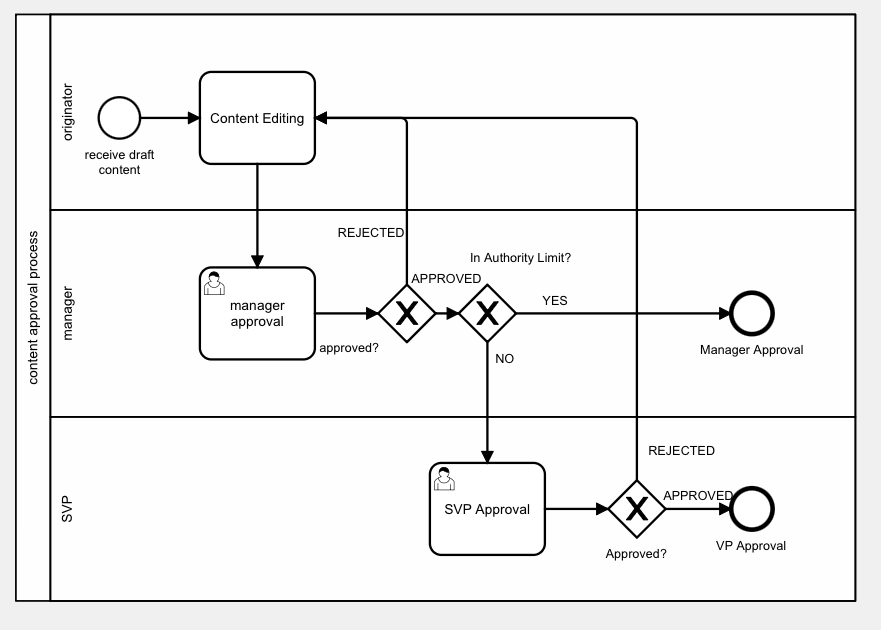 content approval process
originator
receive draft
content
Content Editing
manager
REJECTED
In Authority Limit?
APPROVED
manager
approval
YES
approved?
Manager Approval
NO
SVP
REJECTED
APPROVED
SVP Approval
Approved?
VP Approval